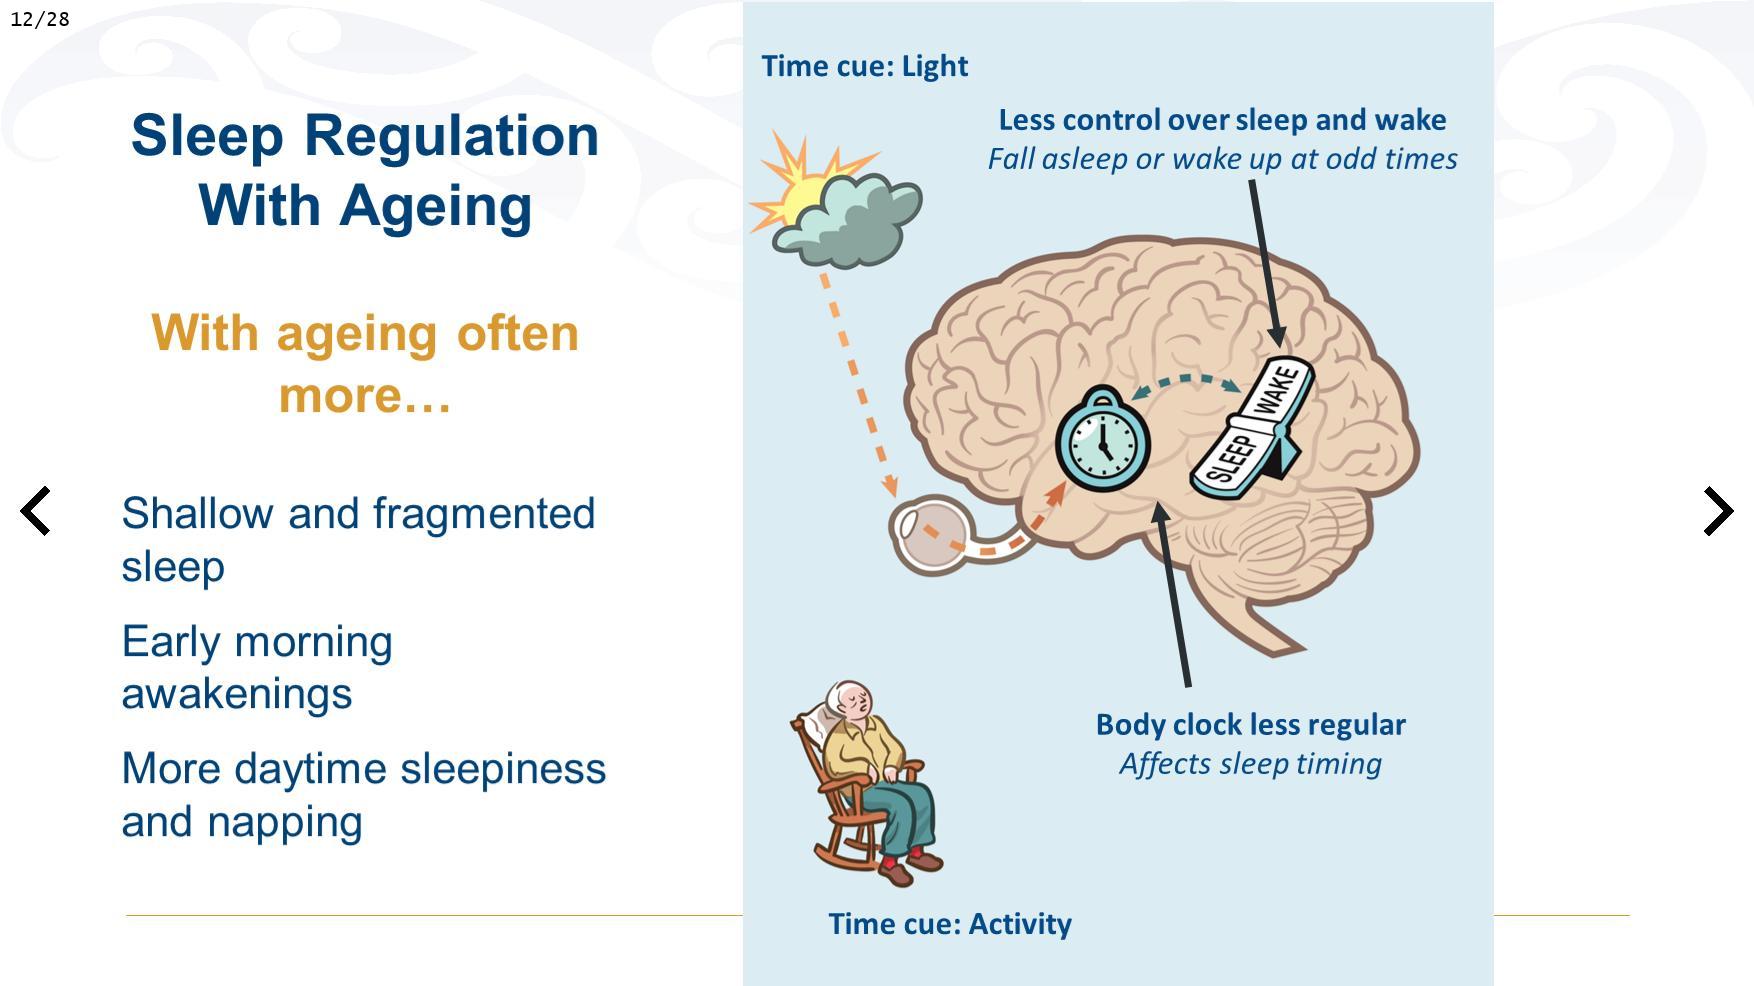 12/28
Sleep Regulation
With Ageing
With ageing often
more…
Shallow and fragmented
sleep
Early morning
awakenings
More daytime sleepiness
and napping
Time cue: Light
Less control over sleep and wake
Fall asleep or wake up at odd times
WAKE
SLEEP
Body clock less regular
Affects sleep timing
Time cue: Activity